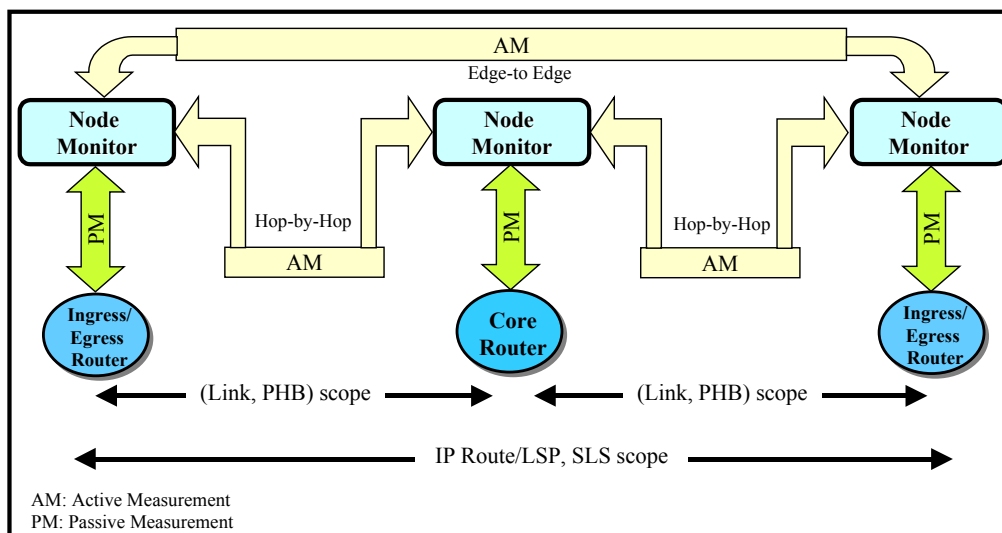 AM
Edge-to Edge
Node
Monitor
Node
Monitor
Node
Monitor
PM
Hop-by-Hop
AM
PM
Hop-by-Hop
AM
PM
Ingress/
Egress
Router
Core
Router
Ingress/
Egress
Router
(Link, PHB) scope
(Link, PHB) scope
IP Route/LSP, SLS scope
AM: Active Measurement
PM: Passive Measurement